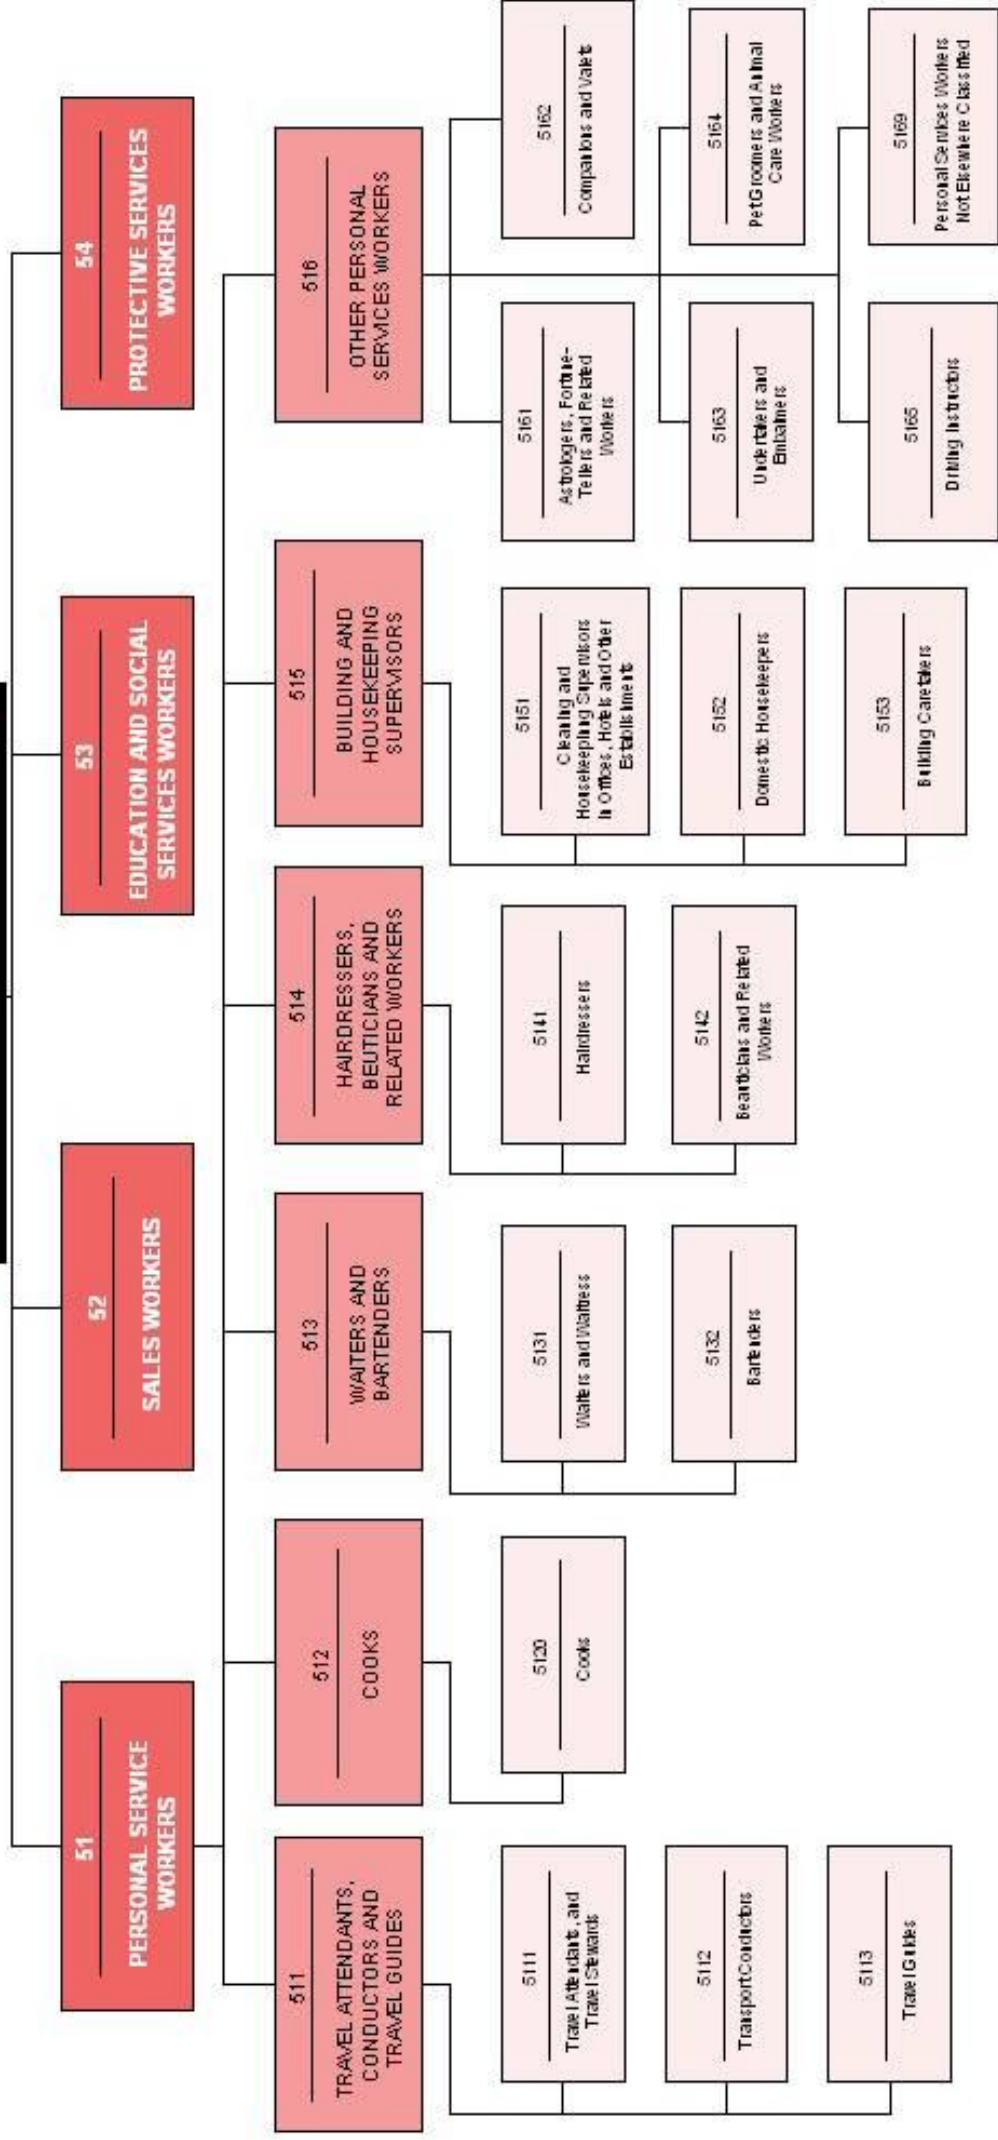 51
PERSONAL SERVICE
WORKERS
52
SALES WORKERS
53
EDUCATION AND SOCIAL
SERVICES WORKERS
54
PROTECTIVE SERVICES
WORKERS
511
TRAVEL ATTENDANTS,
CONDUCTORS AND
TRAVEL GUIDES
512
COOKS
513
WAITERS AND
BARTENDERS
514
HAIRDRESSERS,
BEUTICIANS AND
RELATED WORKERS
515
BUILDING AND
HOUSEKEEPING
SUPERVISORS
516
OTHER PERSONAL
SERVICES WORKERS
5111
Travel Attendants, and
Travel Stewards
5112
Transport Conductors
5113
Travel Guides
5120
Cooks
5131
Waiters and Waitress
5132
Bartenders
5141
Hairdressers
5142
Beauticians and Related
Workers
5151
Cleaning and
Housekeeping Supervisors
In Offices, Hotels and Other
Establishments
5152
Domestic Housekeepers
5153
Building Caretakers
5161
Astrologers, Fortune-
Tellers and Related
Workers
5162
Companions and Valets
5163
Undertakers and
Embalmers
5164
Pet Groomers and Animal
Care Workers
5165
Driving Instructors
5169
Personal Services Workers
Not Elsewhere Classified